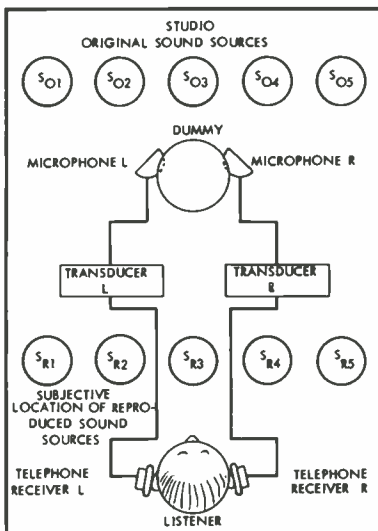 STUDIO
ORIGINAL SOUND SOURCES
SO1 SO2 SO3 SO4 SO5
DUMMY
MICROPHONE L MICROPHONE R
TRANSDUCER L TRANSDUCER R
SR1 SR2 SR3 SR4 SR5
SUBJECTIVE
LOCATION OF REPRO-
DUCED SOUND
SOURCES
TELEPHONE
RECEIVER L
TELEPHONE
RECEIVER R
LISTENER